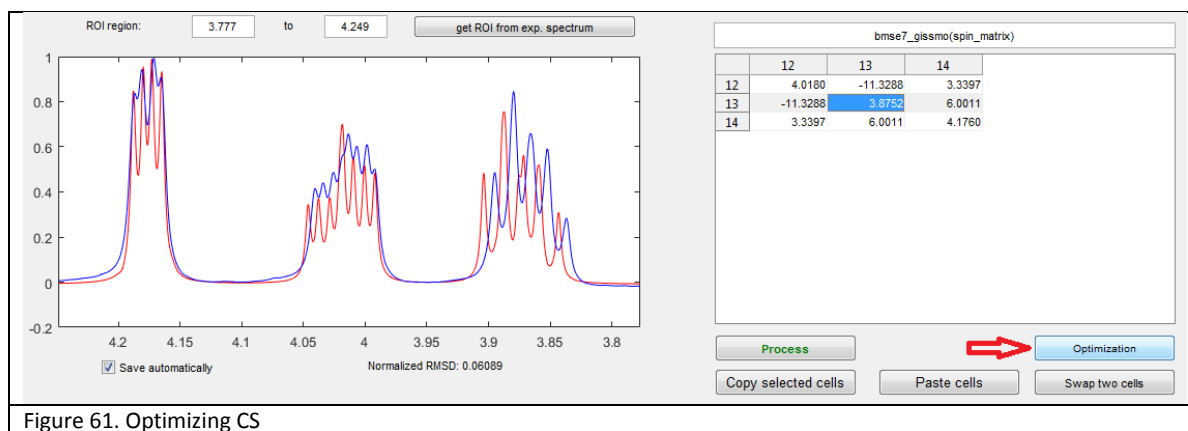 ROI region: 3.777 to 4.249 get ROI from exp. spectrum
bmse7_gissmo(spin_matrix)
12 13 14
12 4.0180 -11.3288 3.3397
13 -11.3288 3.8752 6.0011
14 3.3397 6.0011 4.1760
1
0.8
0.6
0.4
0.2
0
-0.2
4.2 4.15 4.1 4.05 4 3.95 3.9 3.85 3.8
Save automatically Normalized RMSD: 0.06089
Process Optimization
Copy selected cells Paste cells Swap two cells
Figure 61. Optimizing CS